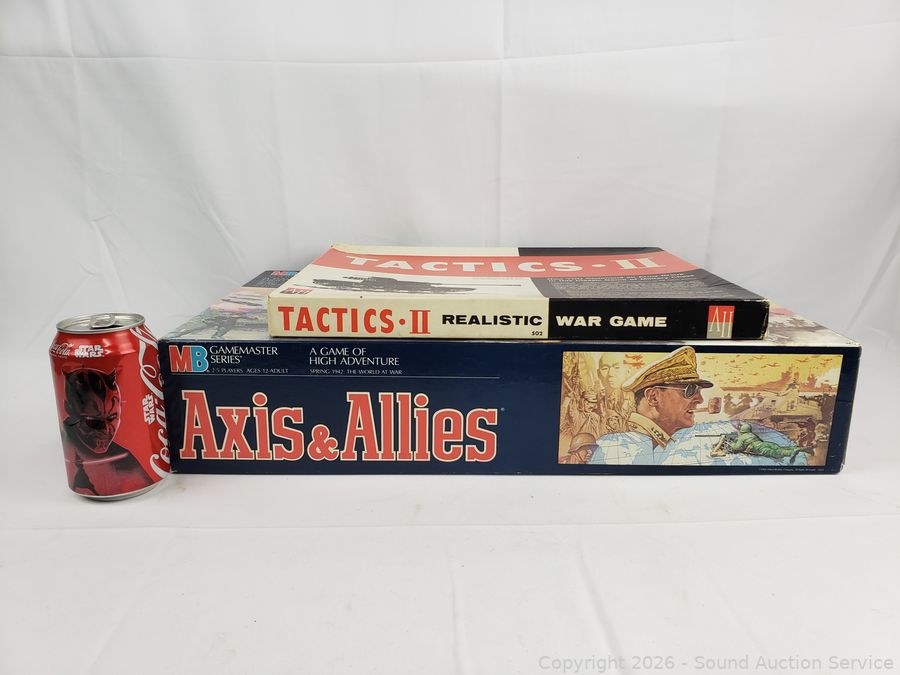 TACTICS • II
TACTICS • II REALISTIC WAR GAME
AH
502
MB
GAMEMASTER
SERIES
2-5 PLAYERS AGES 12-ADULT
A GAME OF
HIGH ADVENTURE
SPRING 1942: THE WORLD AT WAR
Axis & Allies
Coca-Cola
STAR
WARS
STAR
WARS
Copyright 2026 - Sound Auction Service